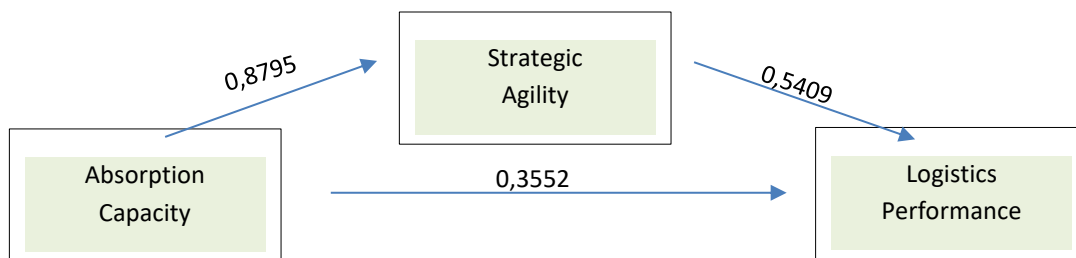 Strategic
Agility
0,8795
0,5409
Absorption
Capacity
0,3552
Logistics
Performance